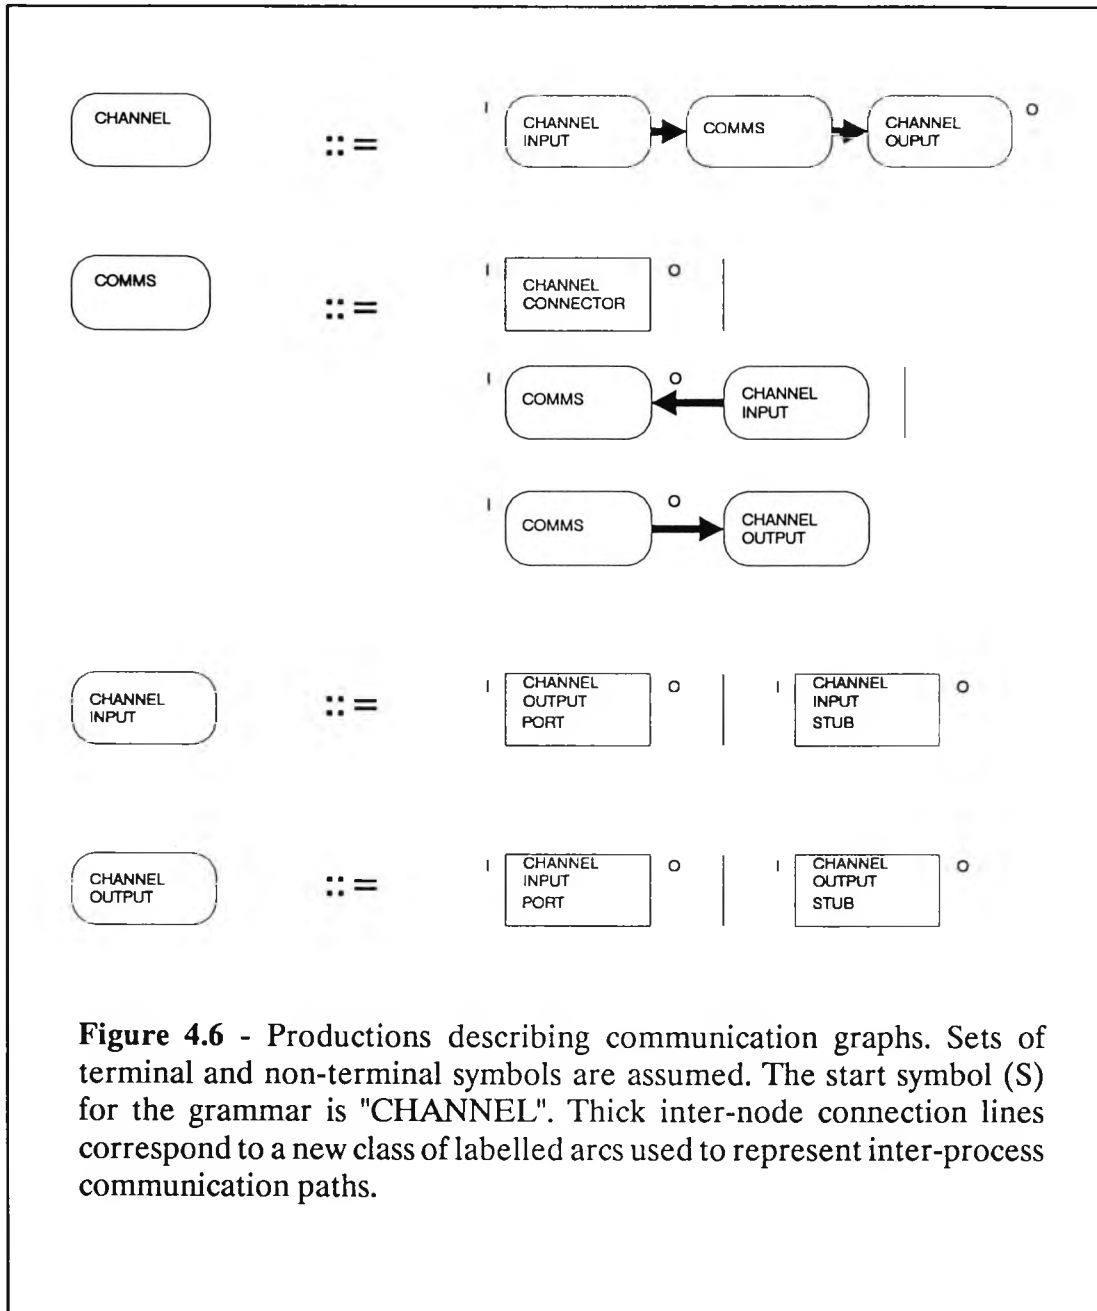 CHANNEL
::=
I
CHANNEL
INPUT
COMMS
CHANNEL
OUPUT
O
COMMS
::=
I
CHANNEL
CONNECTOR
O
|
I
COMMS
O
CHANNEL
INPUT
|
I
COMMS
O
CHANNEL
OUTPUT
CHANNEL
INPUT
::=
I
CHANNEL
OUTPUT
PORT
O
|
I
CHANNEL
INPUT
STUB
O
CHANNEL
OUTPUT
::=
I
CHANNEL
INPUT
PORT
O
|
I
CHANNEL
OUTPUT
STUB
O
Figure 4.6 - Productions describing communication graphs. Sets of
terminal and non-terminal symbols are assumed. The start symbol (S)
for the grammar is "CHANNEL". Thick inter-node connection lines
correspond to a new class of labelled arcs used to represent inter-process
communication paths.